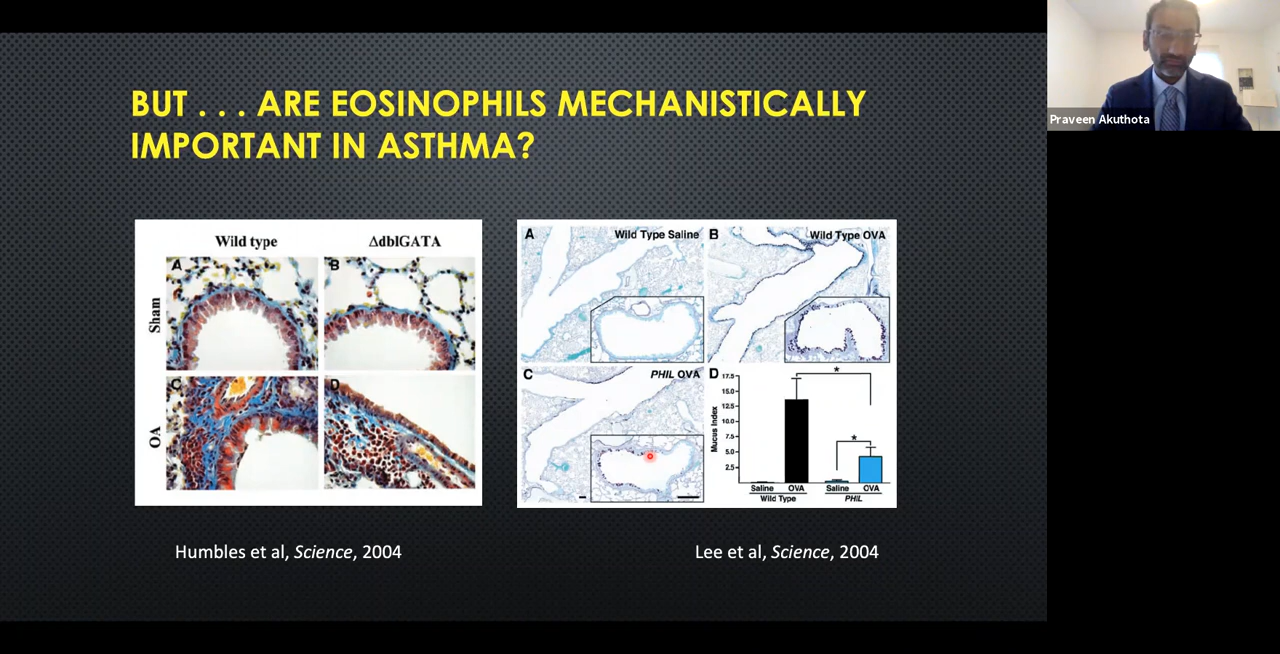 BUT . . . ARE EOSINOPHILS MECHANISTICALLY
IMPORTANT IN ASTHMA?
Praveen Akuthota
Wild type ΔdblGATA
Sham
A B
OA
C D
A Wild Type Saline
B Wild Type OVA
C PHIL OVA
D
Mucus Index
17.5
15.0
12.5
10.0
7.5
5.0
2.5
*
*
Saline OVA Saline OVA
Wild Type PHIL
Humbles et al, Science, 2004
Lee et al, Science, 2004